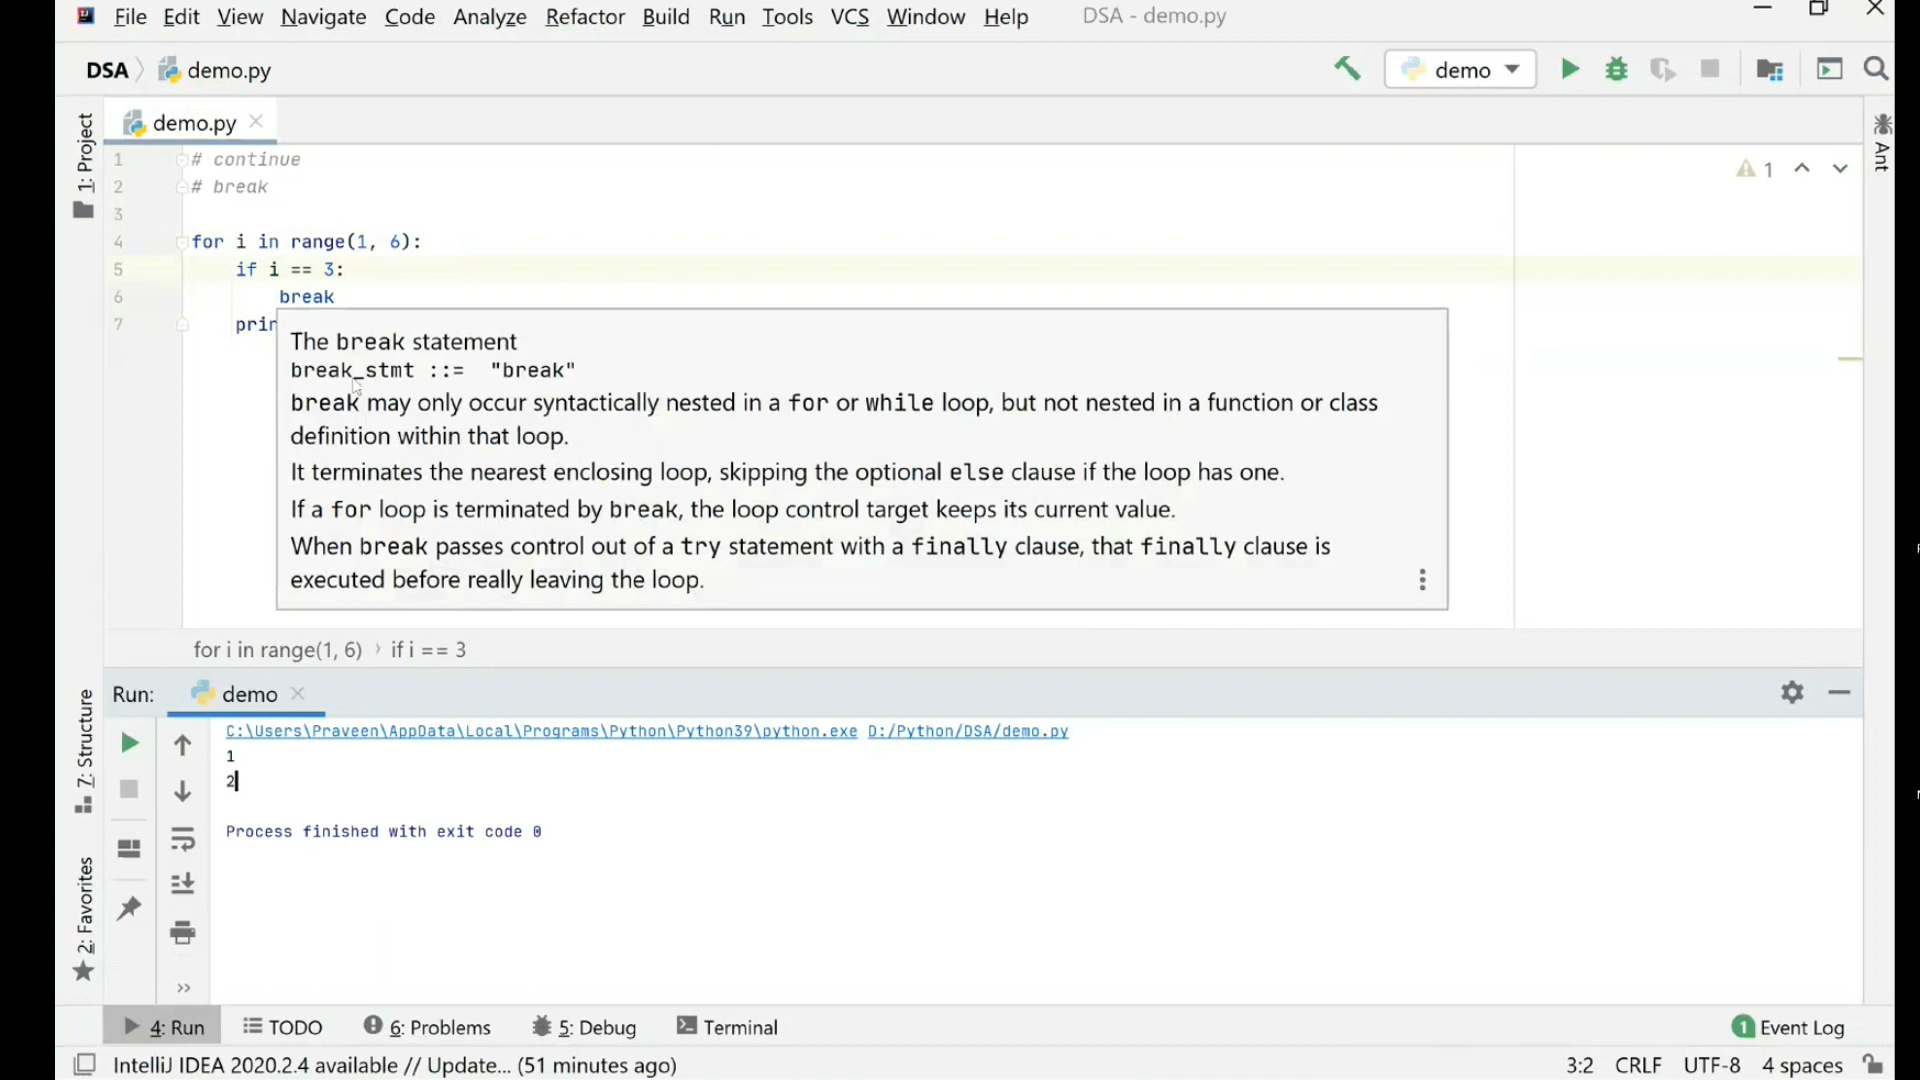 File Edit View Navigate Code Analyze Refactor Build Run Tools VCS Window Help DSA - demo.py
DSA demo.py demo
demo.py
1: Project
Ant
1 # continue
2 # break
3
4 for i in range(1, 6):
5 if i == 3:
6 break
7 prin
1
The break statement
break_stmt ::= "break"
break may only occur syntactically nested in a for or while loop, but not nested in a function or class
definition within that loop.
It terminates the nearest enclosing loop, skipping the optional else clause if the loop has one.
If a for loop is terminated by break, the loop control target keeps its current value.
When break passes control out of a try statement with a finally clause, that finally clause is
executed before really leaving the loop.
for i in range(1, 6) › if i == 3
7: Structure
2: Favorites
Run: demo
C:\Users\Praveen\AppData\Local\Programs\Python\Python39\python.exe D:/Python/DSA/demo.py
1
2
Process finished with exit code 0
4: Run TODO 6: Problems 5: Debug Terminal 1 Event Log
IntelliJ IDEA 2020.2.4 available // Update... (51 minutes ago) 3:2 CRLF UTF-8 4 spaces